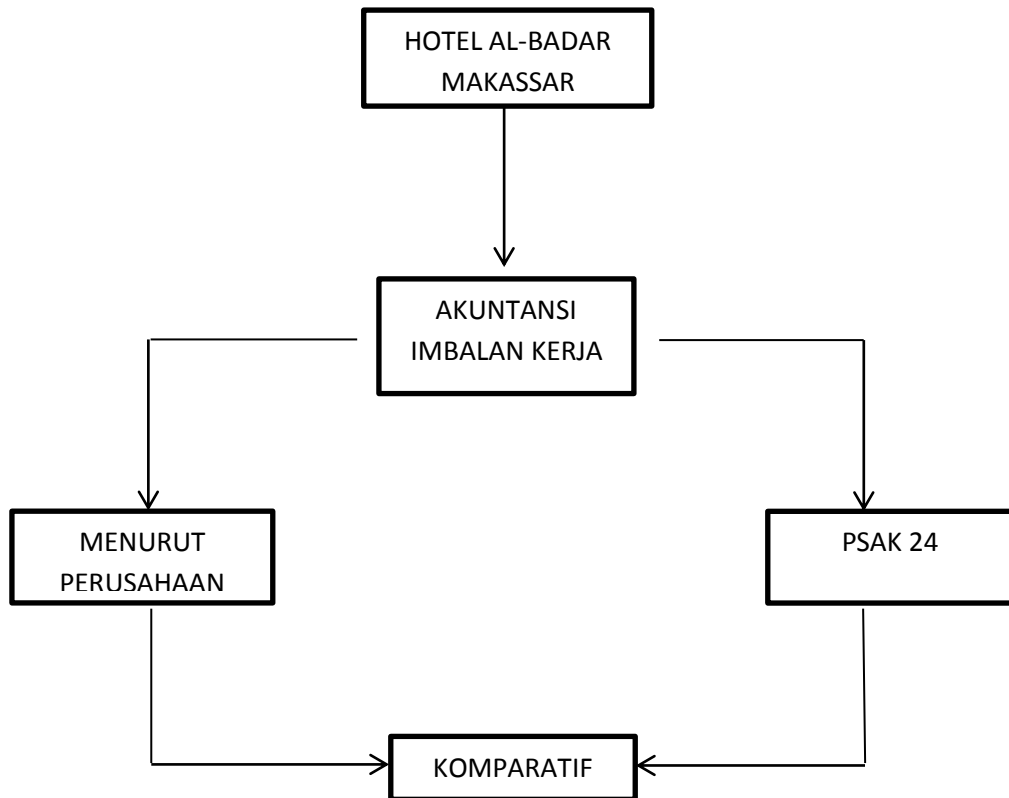 HOTEL AL-BADAR
MAKASSAR
AKUNTANSI
IMBALAN KERJA
MENURUT
PERUSAHAAN
PSAK 24
KOMPARATIF